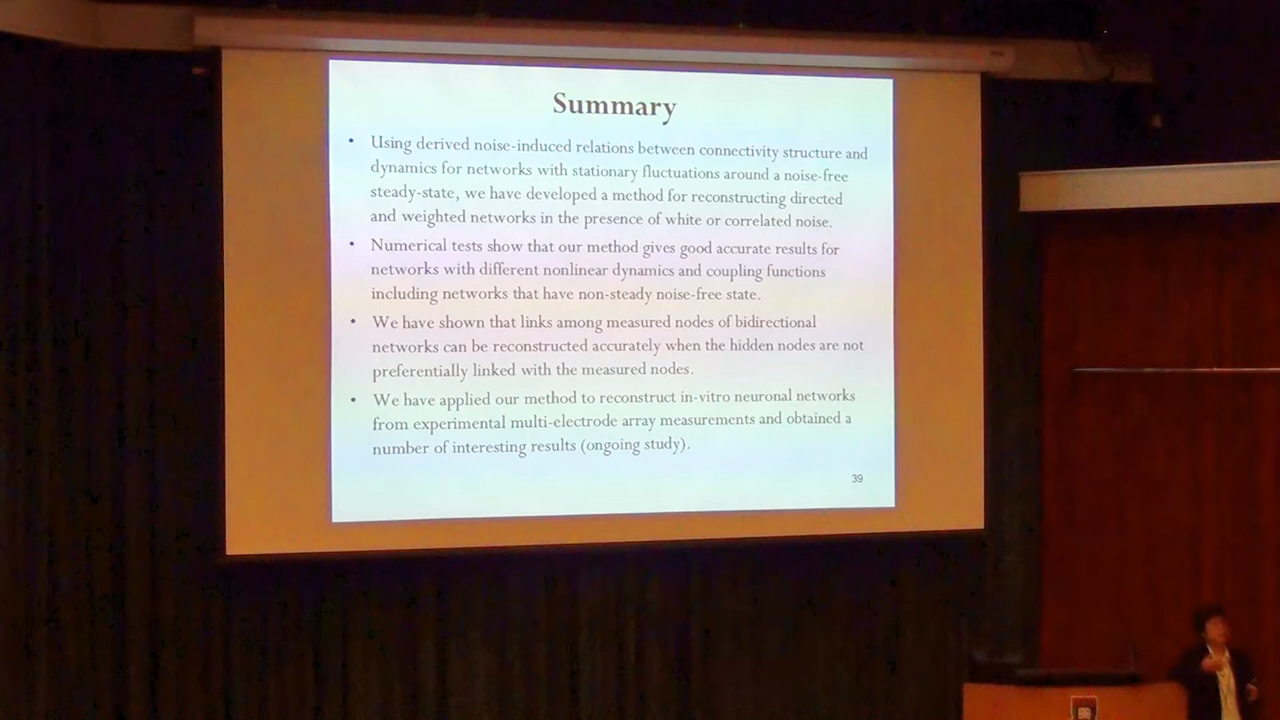 Summary
• Using derived noise-induced relations between connectivity structure and
dynamics for networks with stationary fluctuations around a noise-free
steady-state, we have developed a method for reconstructing directed
and weighted networks in the presence of white or correlated noise.
• Numerical tests show that our method gives good accurate results for
networks with different nonlinear dynamics and coupling functions
including networks that have non-steady noise-free state.
• We have shown that links among measured nodes of bidirectional
networks can be reconstructed accurately when the hidden nodes are not
preferentially linked with the measured nodes.
• We have applied our method to reconstruct in-vitro neuronal networks
from experimental multi-electrode array measurements and obtained a
number of interesting results (ongoing study).
39